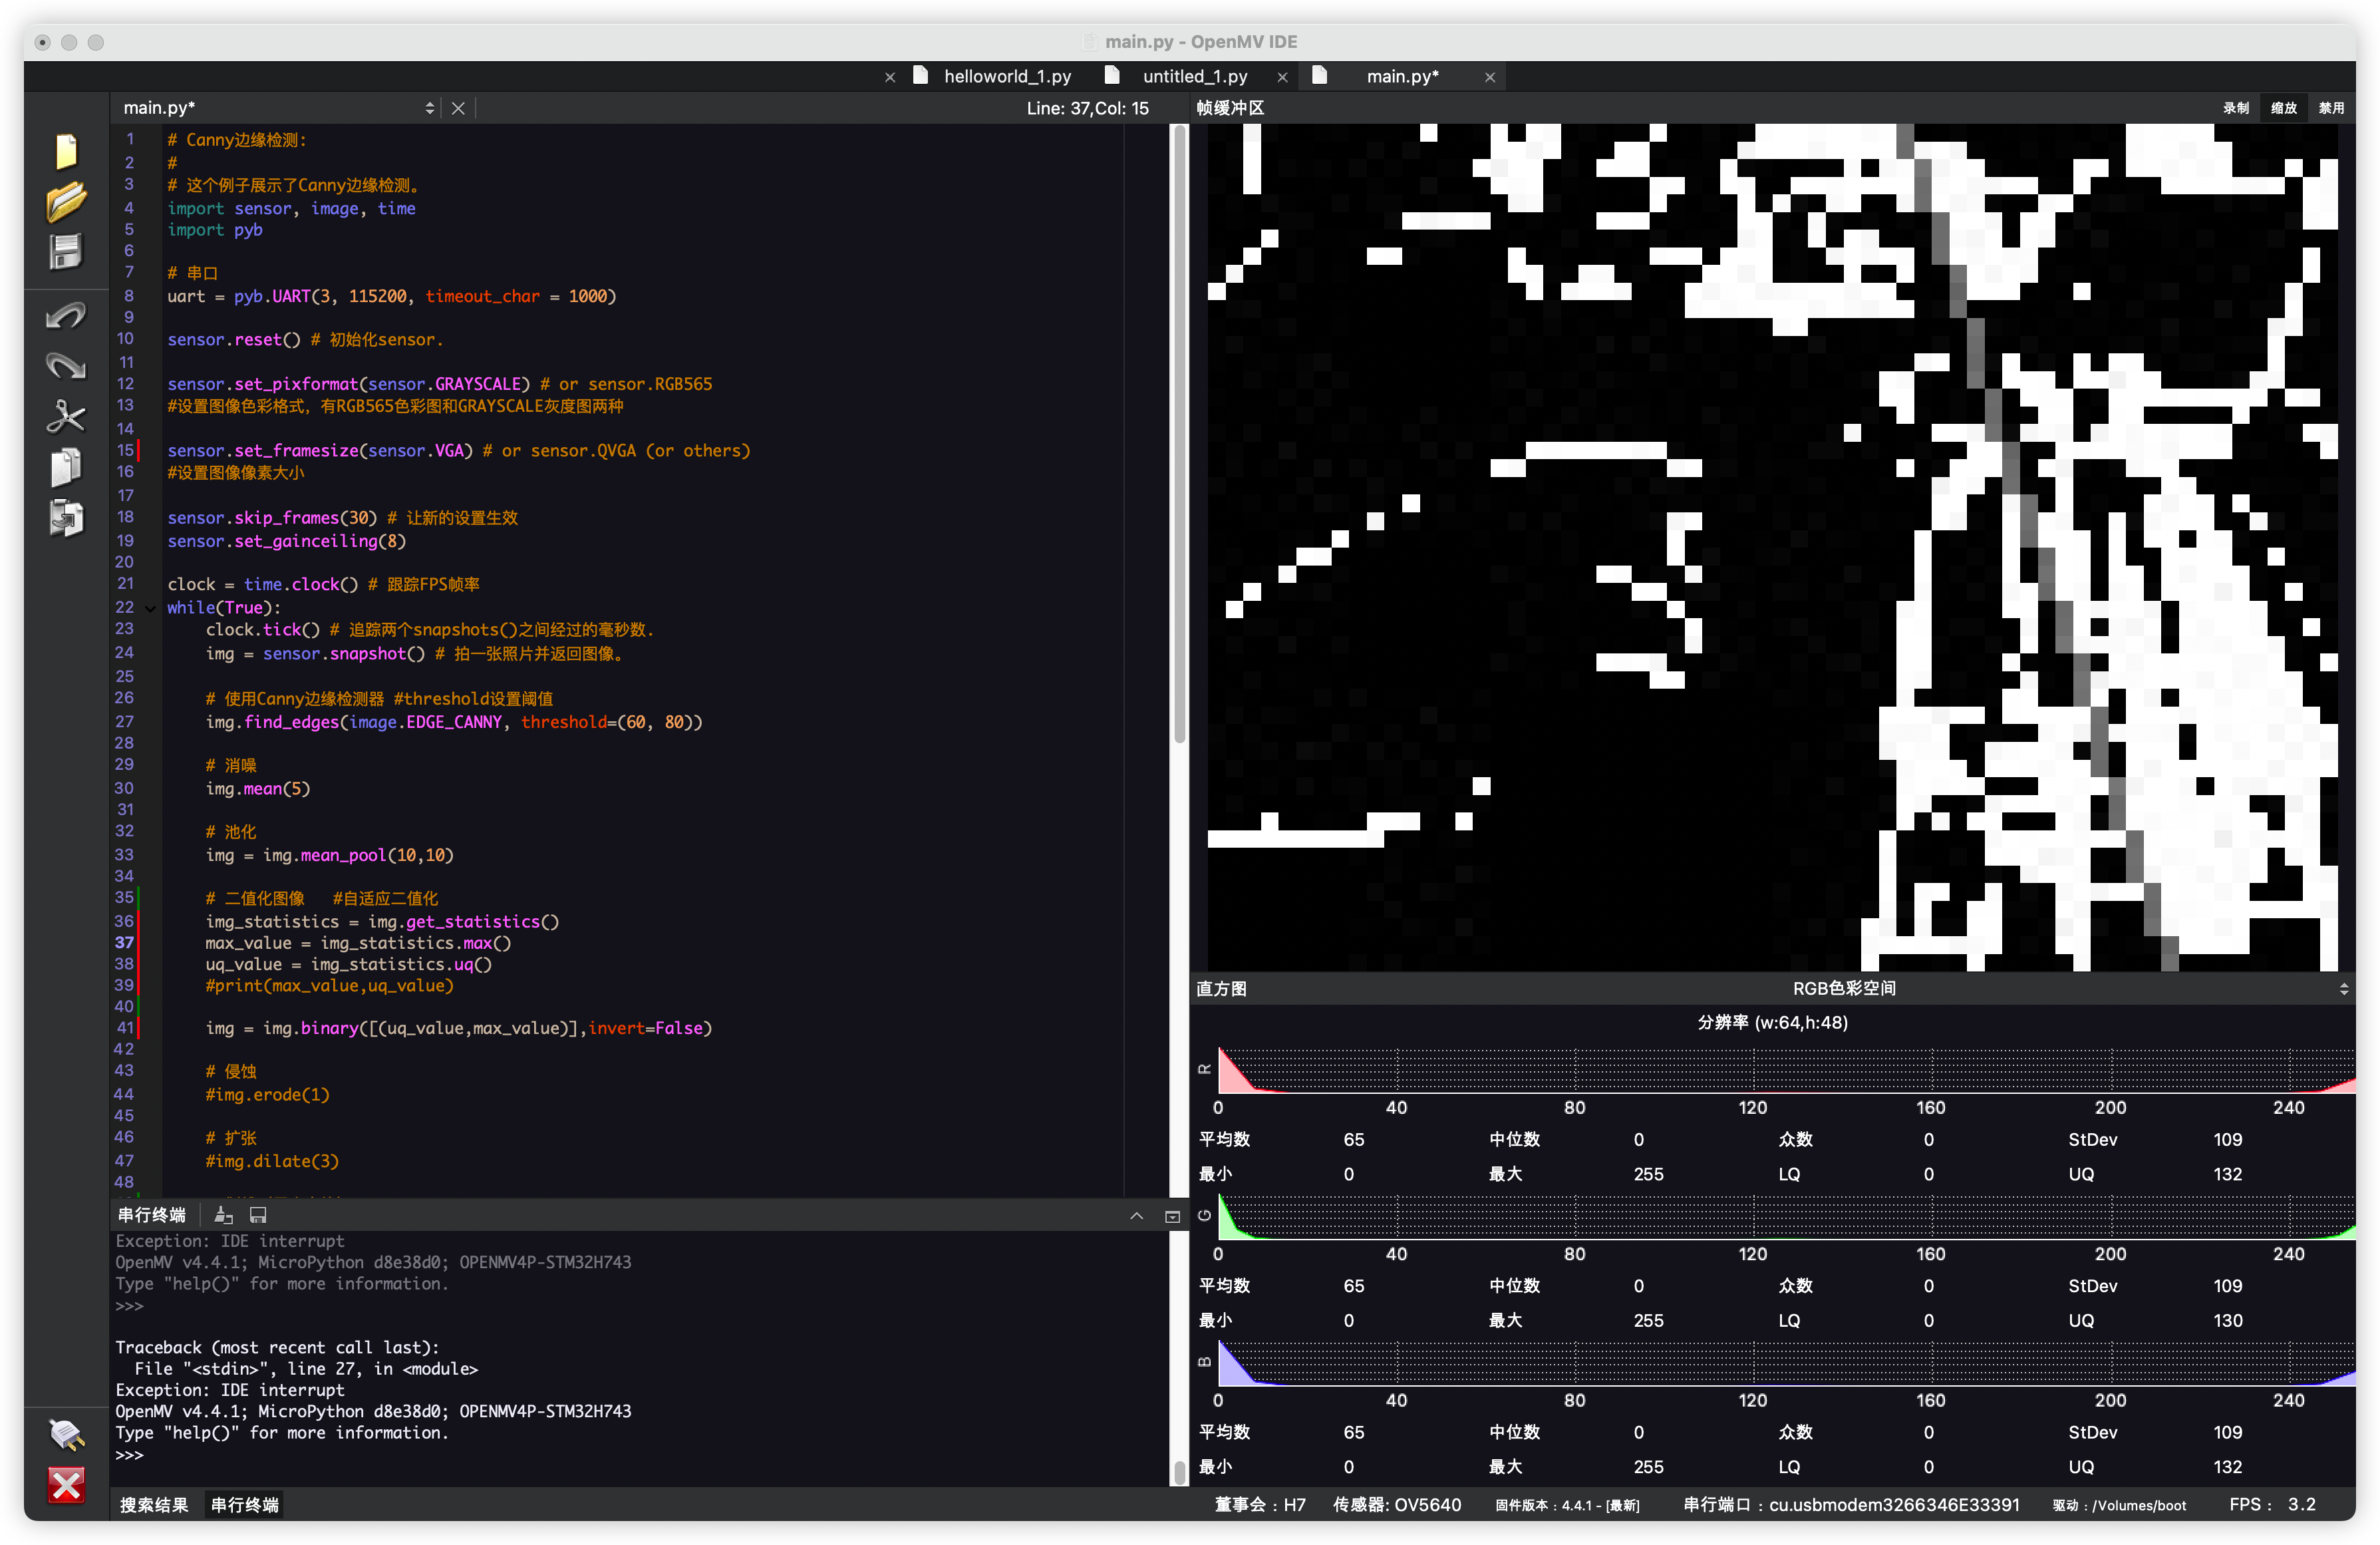 main.py - OpenMV IDE
helloworld_1.py
untitled_1.py
main.py*
main.py*
Line: 37,Col: 15
1 # Canny边缘检测:
2 #
3 # 这个例子展示了Canny边缘检测。
4 import sensor, image, time
5 import pyb
6
7 # 串口
8 uart = pyb.UART(3, 115200, timeout_char = 1000)
9
10 sensor.reset() # 初始化sensor.
11
12 sensor.set_pixformat(sensor.GRAYSCALE) # or sensor.RGB565
13 #设置图像色彩格式，有RGB565色彩图和GRAYSCALE灰度图两种
14
15 sensor.set_framesize(sensor.VGA) # or sensor.QVGA (or others)
16 #设置图像像素大小
17
18 sensor.skip_frames(30) # 让新的设置生效
19 sensor.set_gainceiling(8)
20
21 clock = time.clock() # 跟踪FPS帧率
22 while(True):
23 clock.tick() # 追踪两个snapshots()之间经过的毫秒数.
24 img = sensor.snapshot() # 拍一张照片并返回图像。
25
26 # 使用Canny边缘检测器 #threshold设置阈值
27 img.find_edges(image.EDGE_CANNY, threshold=(60, 80))
28
29 # 消噪
30 img.mean(5)
31
32 # 池化
33 img = img.mean_pool(10,10)
34
35 # 二值化图像 #自适应二值化
36 img_statistics = img.get_statistics()
37 max_value = img_statistics.max()
38 uq_value = img_statistics.uq()
39 #print(max_value,uq_value)
40
41 img = img.binary([(uq_value,max_value)],invert=False)
42
43 # 侵蚀
44 #img.erode(1)
45
46 # 扩张
47 #img.dilate(3)
48
串行终端
Exception: IDE interrupt
OpenMV v4.4.1; MicroPython d8e38d0; OPENMV4P-STM32H743
Type "help()" for more information.
>>>
Traceback (most recent call last):
File "<stdin>", line 27, in <module>
Exception: IDE interrupt
OpenMV v4.4.1; MicroPython d8e38d0; OPENMV4P-STM32H743
Type "help()" for more information.
>>>
搜索结果 串行终端
帧缓冲区
录制 缩放 禁用
直方图
RGB色彩空间
分辨率 (w:64,h:48)
R
0 40 80 120 160 200 240
平均数 65 中位数 0 众数 0 StDev 109
最小 0 最大 255 LQ 0 UQ 132
G
0 40 80 120 160 200 240
平均数 65 中位数 0 众数 0 StDev 109
最小 0 最大 255 LQ 0 UQ 130
B
0 40 80 120 160 200 240
平均数 65 中位数 0 众数 0 StDev 109
最小 0 最大 255 LQ 0 UQ 132
董事会：H7 传感器: OV5640 固件版本：4.4.1 - [最新] 串行端口：cu.usbmodem3266346E33391 驱动：/Volumes/boot FPS： 3.2